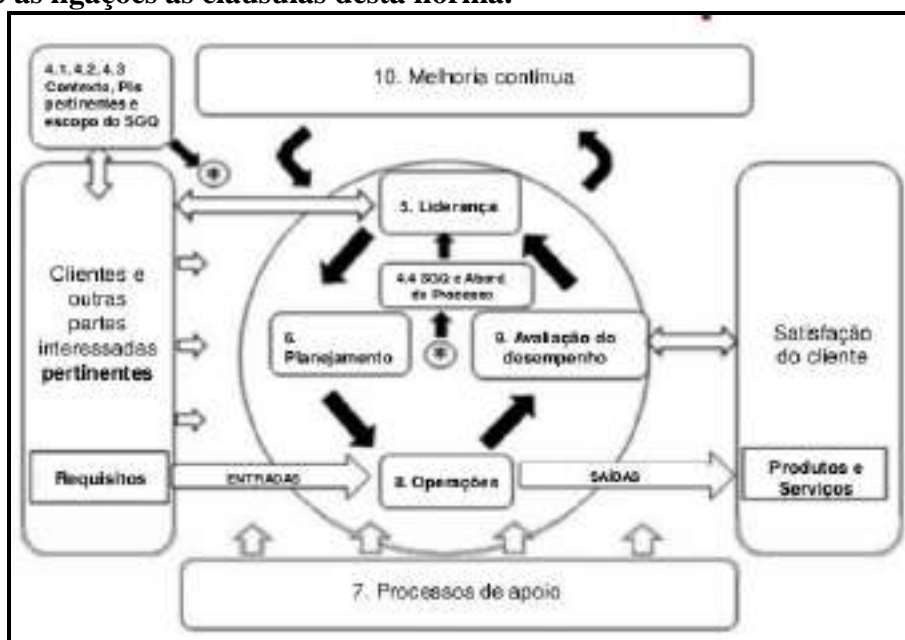 as ligações às cláusulas desta norma.
4.1, 4.2, 4.3
Contexto, PIs
pertinentes e
escopo do SGQ
10. Melhoria contínua
5. Liderança
Clientes e
outras
partes
interessadas
pertinentes
4.4 SGQ e Abord
do Processo
6.
Planejamento
9. Avaliação do
desempenho
Satisfação
do cliente
Requisitos
ENTRADAS
8. Operações
SAÍDAS
Produtos e
Serviços
7. Processos de apoio